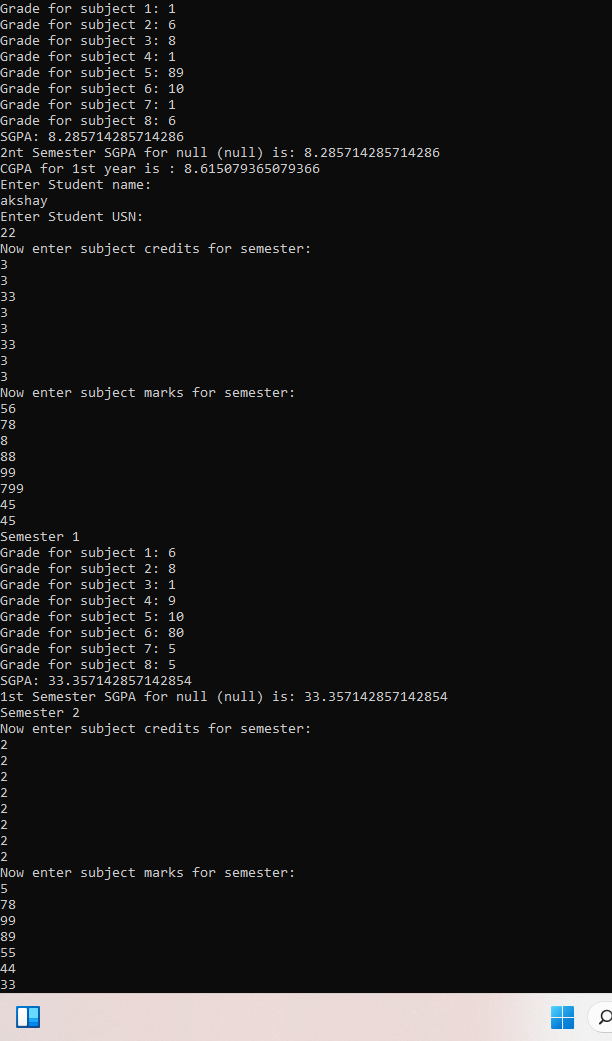 Grade for subject 1: 1
Grade for subject 2: 6
Grade for subject 3: 8
Grade for subject 4: 1
Grade for subject 5: 89
Grade for subject 6: 10
Grade for subject 7: 1
Grade for subject 8: 6
SGPA: 8.285714285714286
2nt Semester SGPA for null (null) is: 8.285714285714286
CGPA for 1st year is : 8.615079365079366
Enter Student name:
akshay
Enter Student USN:
22
Now enter subject credits for semester:
3
3
33
3
3
33
3
3
Now enter subject marks for semester:
56
78
8
88
99
799
45
45
Semester 1
Grade for subject 1: 6
Grade for subject 2: 8
Grade for subject 3: 1
Grade for subject 4: 9
Grade for subject 5: 10
Grade for subject 6: 80
Grade for subject 7: 5
Grade for subject 8: 5
SGPA: 33.357142857142854
1st Semester SGPA for null (null) is: 33.357142857142854
Semester 2
Now enter subject credits for semester:
2
2
2
2
2
2
2
2
Now enter subject marks for semester:
5
78
99
89
55
44
33